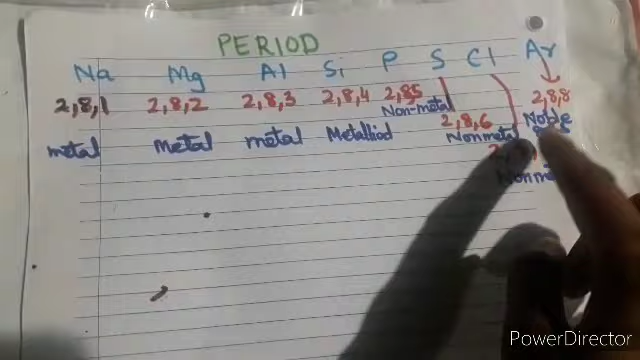 PERIOD
Na Mg Al Si P S Cl Ar
2,8,1 2,8,2 2,8,3 2,8,4 2,8,5 2,8,8
Non-metal Noble
2,8,6
metal Metal metal Metalliod Nonmetal
PowerDirector